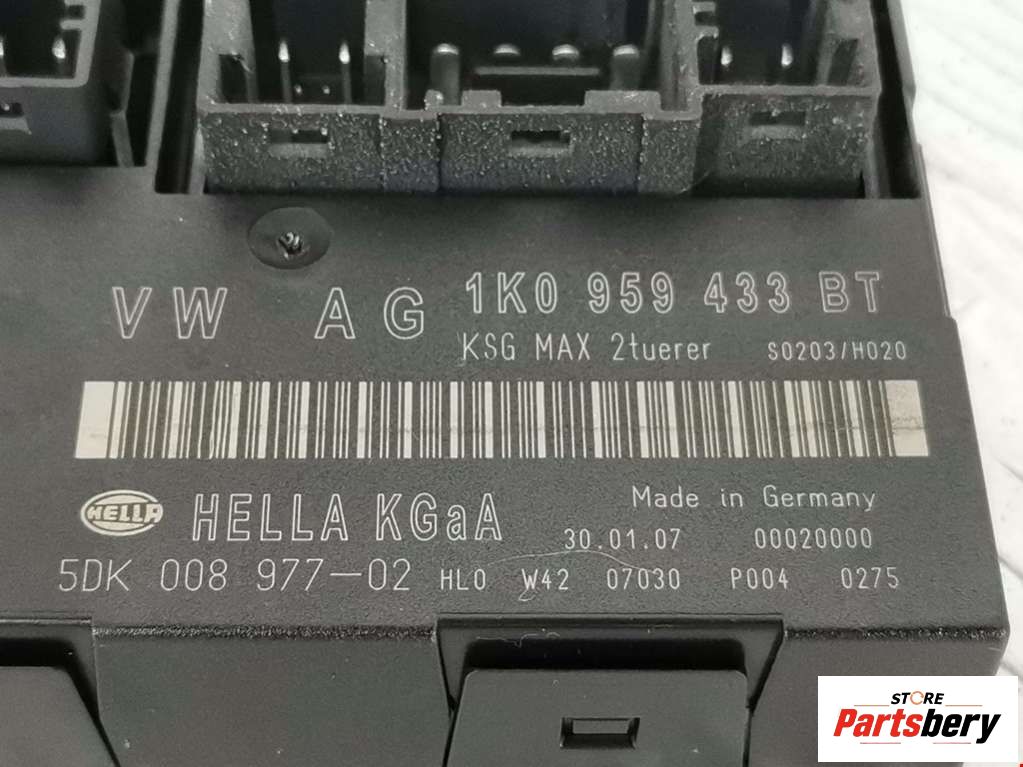 VW AG 1K0 959 433 BT
KSG MAX 2tuerer S0203/H020
HELLA HELLA KGaA Made in Germany
30.01.07 00020000
5DK 008 977-02 HL0 W42 07030 P004 0275
STORE
Partsbery